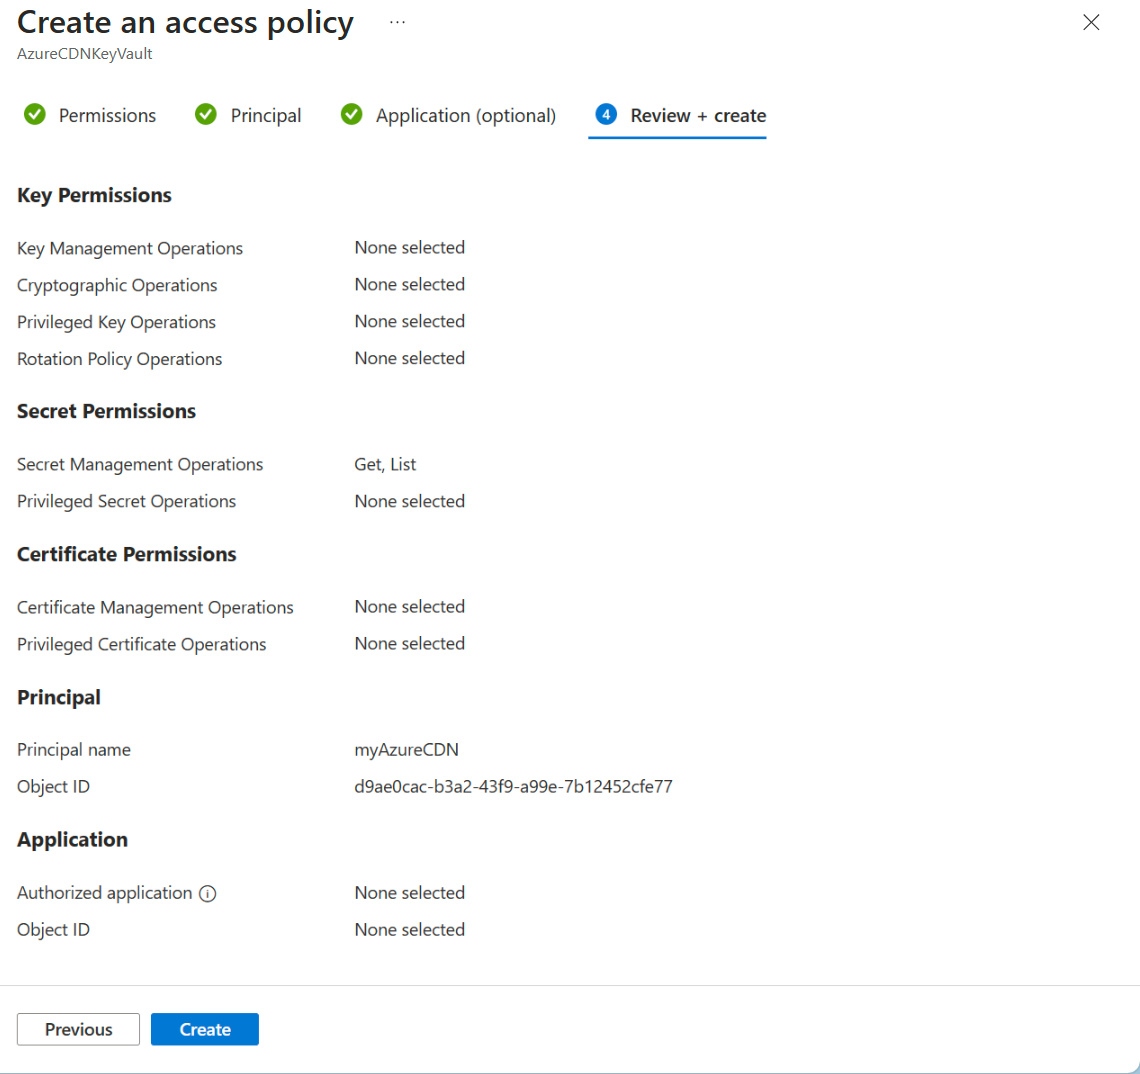 Create an access policy ...
AzureCDNKeyVault
Permissions Principal Application (optional) 4 Review + create
Key Permissions
Key Management Operations None selected
Cryptographic Operations None selected
Privileged Key Operations None selected
Rotation Policy Operations None selected
Secret Permissions
Secret Management Operations Get, List
Privileged Secret Operations None selected
Certificate Permissions
Certificate Management Operations None selected
Privileged Certificate Operations None selected
Principal
Principal name myAzureCDN
Object ID d9ae0cac-b3a2-43f9-a99e-7b12452cfe77
Application
Authorized application None selected
Object ID None selected
Previous Create